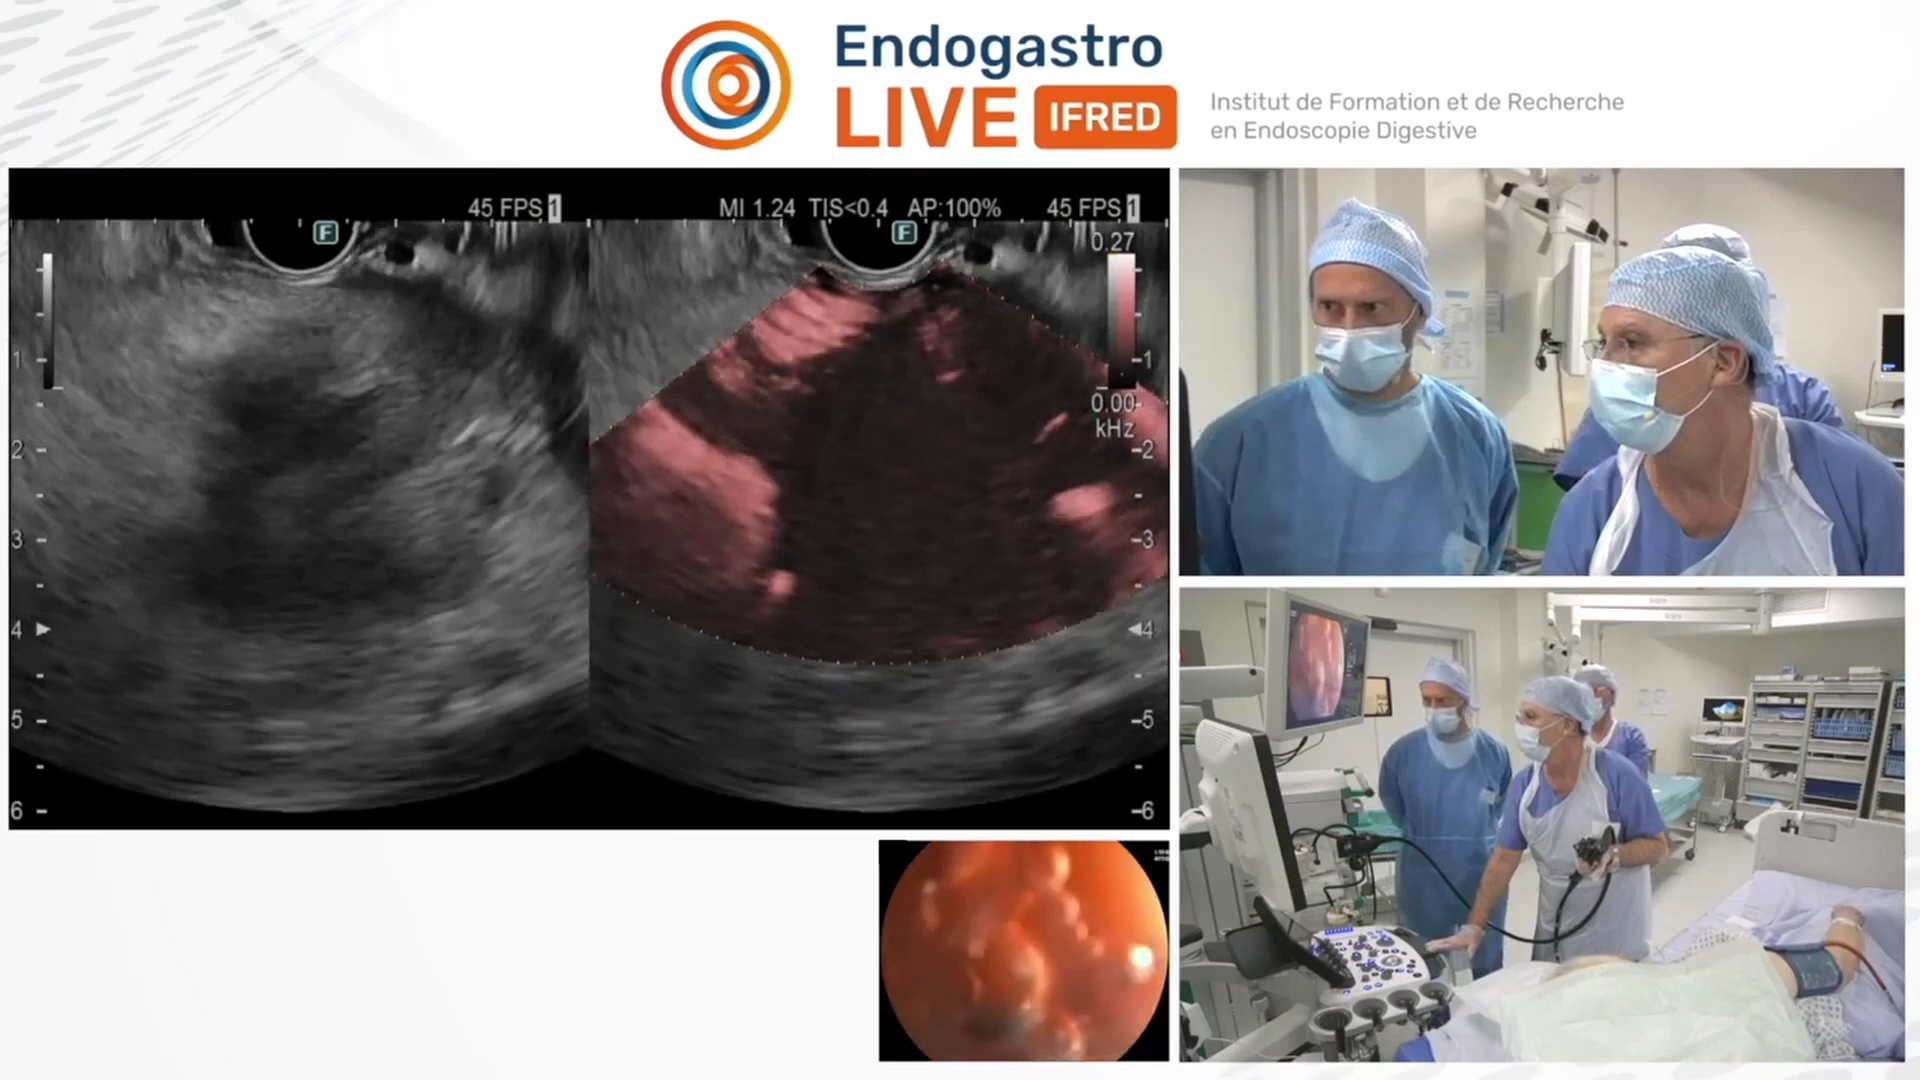 Endogastro
LIVE IFRED
Institut de Formation et de Recherche
en Endoscopie Digestive
45 FPS 1
MI 1.24 TIS<0.4 AP:100% 45 FPS 1
F
F
0.27
0.00
kHz
1
2
3
4
5
6
1
2
3
4
5
6